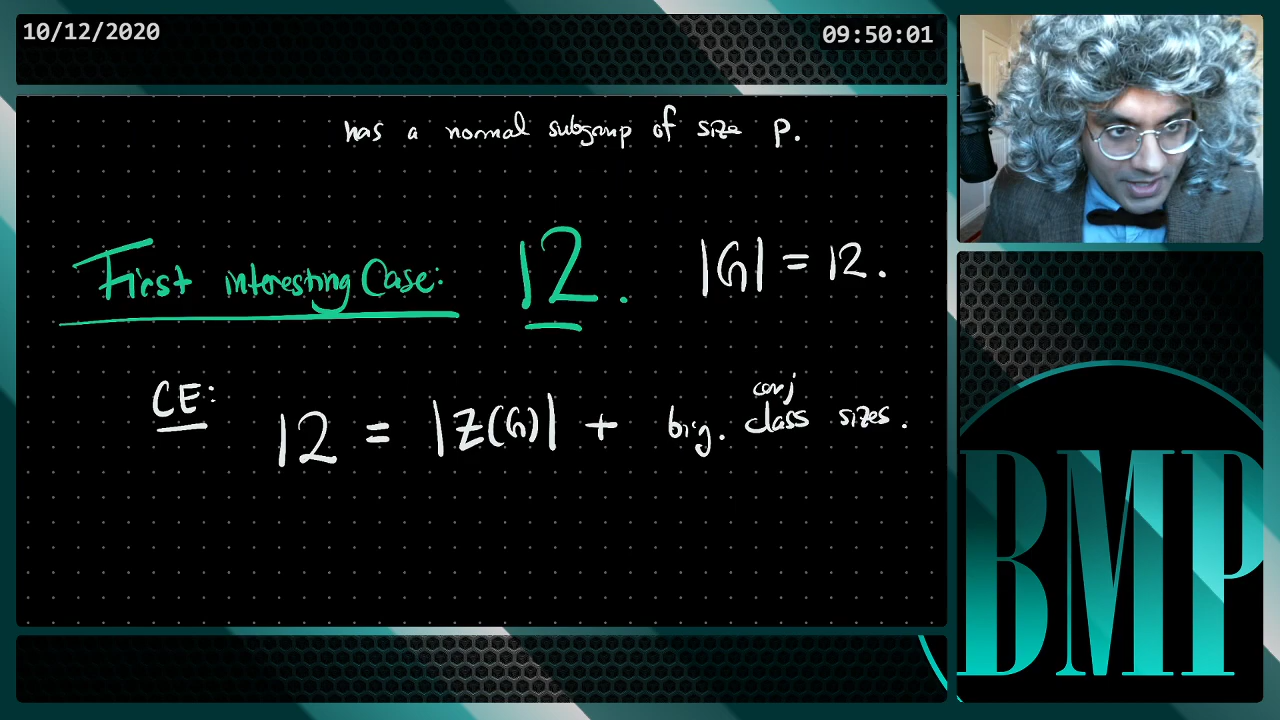 10/12/2020
09:50:01
has a normal subgroup of size p.
First interesting Case: 12. |G| = 12.
conj
CE: 12 = |Z(G)| + big. class sizes.
BMP